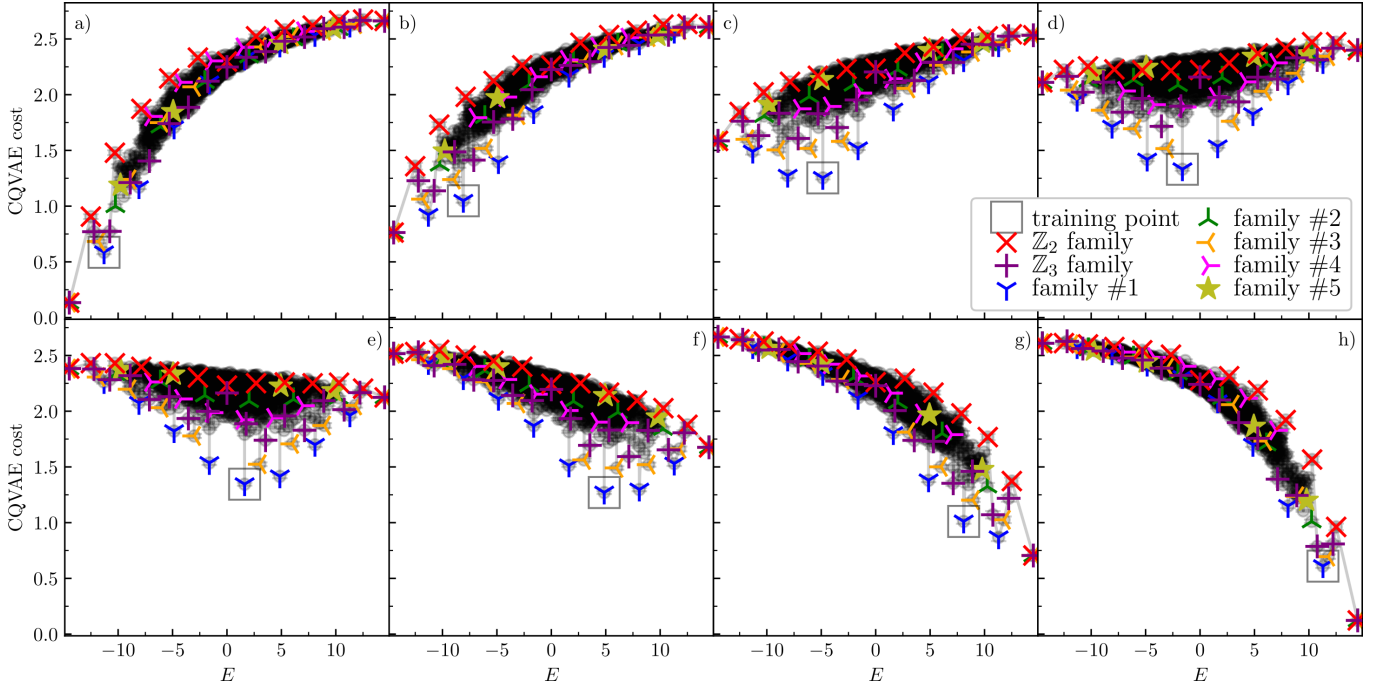 a)
b)
c)
d)
CQVAE cost
2.5
2.0
1.5
1.0
0.5
0.0
training point
ℤ₂ family
ℤ₃ family
family #1
family #2
family #3
family #4
family #5
e)
f)
g)
h)
CQVAE cost
2.5
2.0
1.5
1.0
0.5
0.0
−10 −5 0 5 10
−10 −5 0 5 10
−10 −5 0 5 10
−10 −5 0 5 10
E
E
E
E